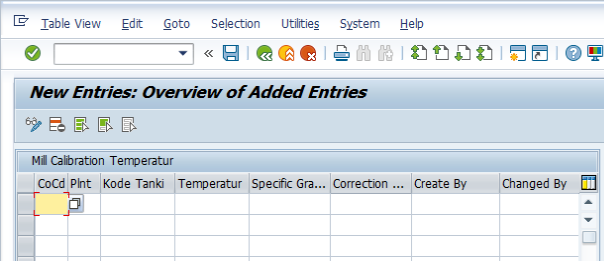 Table View Edit Goto Selection Utilities System Help
New Entries: Overview of Added Entries
Mill Calibration Temperatur
CoCd Plnt Kode Tanki Temperatur Specific Gra... Correction ... Create By Changed By